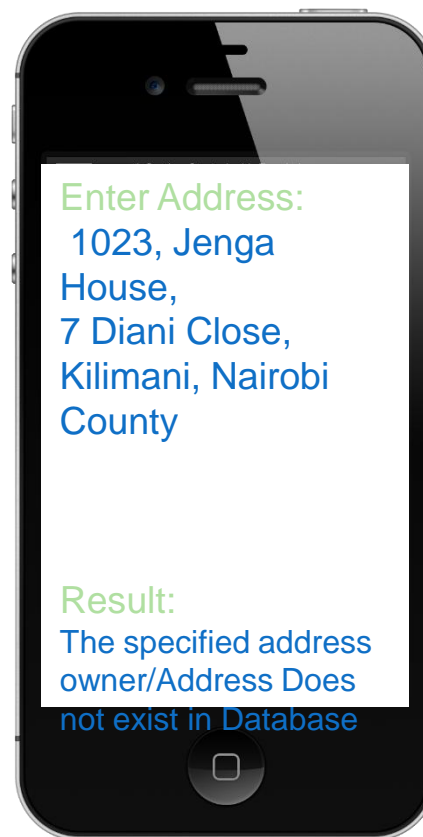 Enter Address:
1023, Jenga
House,
7 Diani Close,
Kilimani, Nairobi
County
Result:
The specified address
owner/Address Does
not exist in Database